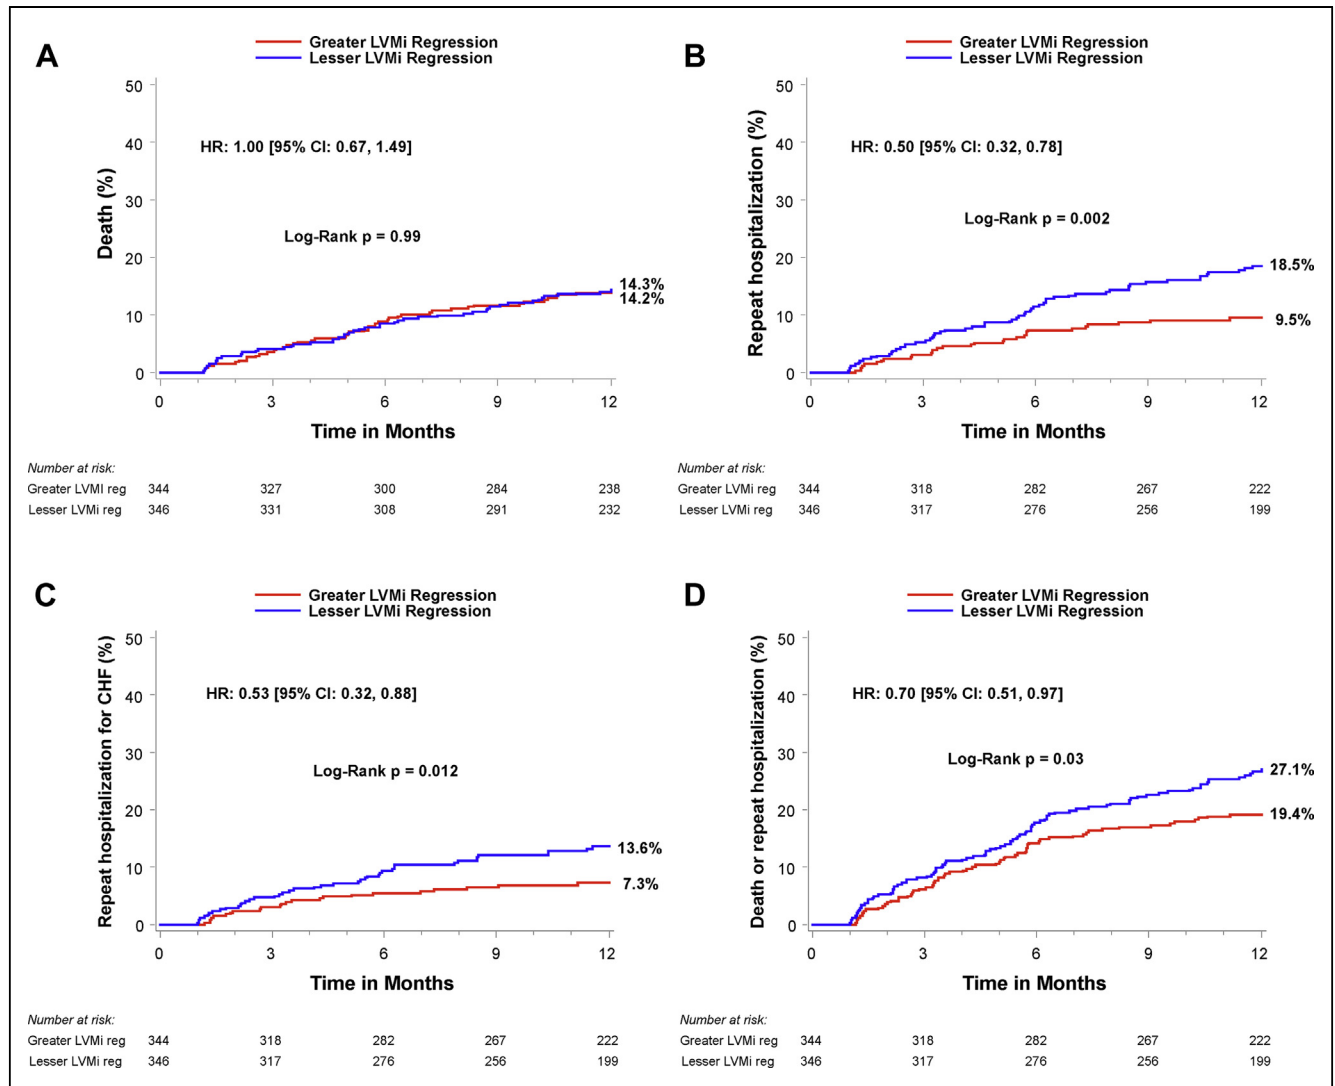 A
Greater LVMi Regression
Lesser LVMi Regression
Death (%)
50
40
30
20
10
0
HR: 1.00 [95% CI: 0.67, 1.49]
Log-Rank p = 0.99
14.3%
14.2%
0 3 6 9 12
Time in Months
Number at risk:
Greater LVMI reg 344 327 300 284 238
Lesser LVMi reg 346 331 308 291 232
B
Greater LVMi Regression
Lesser LVMi Regression
Repeat hospitalization (%)
50
40
30
20
10
0
HR: 0.50 [95% CI: 0.32, 0.78]
Log-Rank p = 0.002
18.5%
9.5%
0 3 6 9 12
Time in Months
Number at risk:
Greater LVMi reg 344 318 282 267 222
Lesser LVMi reg 346 317 276 256 199
C
Greater LVMi Regression
Lesser LVMi Regression
Repeat hospitalization for CHF (%)
50
40
30
20
10
0
HR: 0.53 [95% CI: 0.32, 0.88]
Log-Rank p = 0.012
13.6%
7.3%
0 3 6 9 12
Time in Months
Number at risk:
Greater LVMi reg 344 318 282 267 222
Lesser LVMi reg 346 317 276 256 199
D
Greater LVMi Regression
Lesser LVMi Regression
Death or repeat hospitalization (%)
50
40
30
20
10
0
HR: 0.70 [95% CI: 0.51, 0.97]
Log-Rank p = 0.03
27.1%
19.4%
0 3 6 9 12
Time in Months
Number at risk:
Greater LVMi reg 344 318 282 267 222
Lesser LVMi reg 346 317 276 256 199